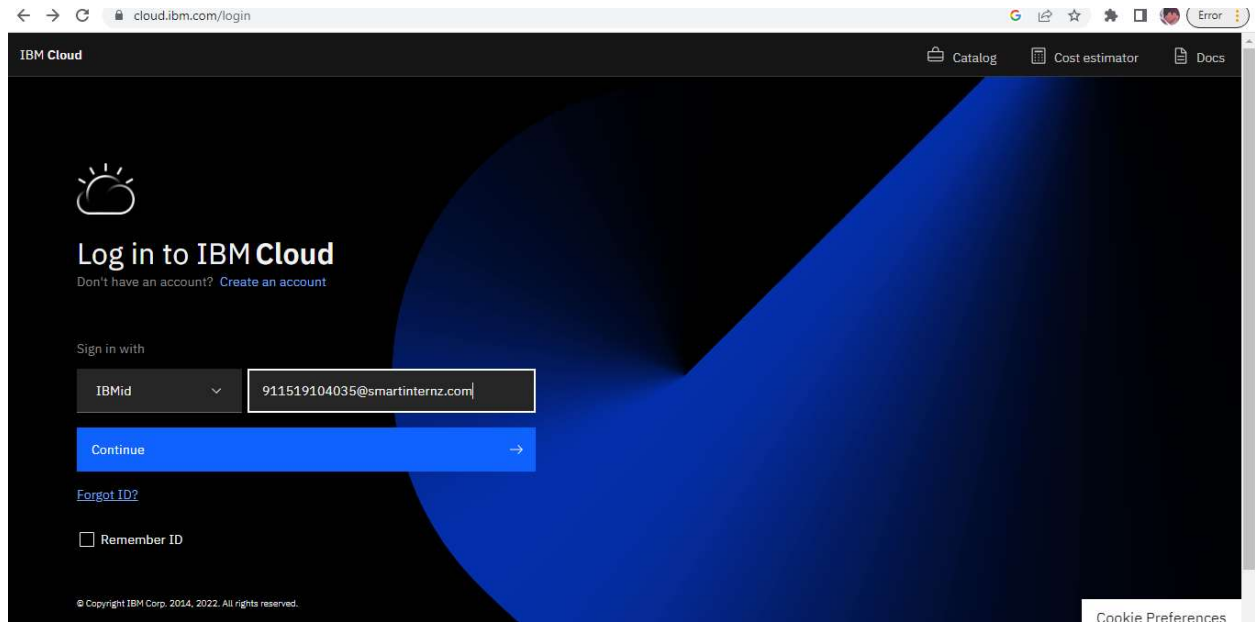 cloud.ibm.com/login
Error
IBM Cloud
Catalog
Cost estimator
Docs
Log in to IBM Cloud
Don't have an account? Create an account
Sign in with
IBMid
911519104035@smartinternz.com
Continue
Forgot ID?
Remember ID
© Copyright IBM Corp. 2014, 2022. All rights reserved.
Cookie Preferences